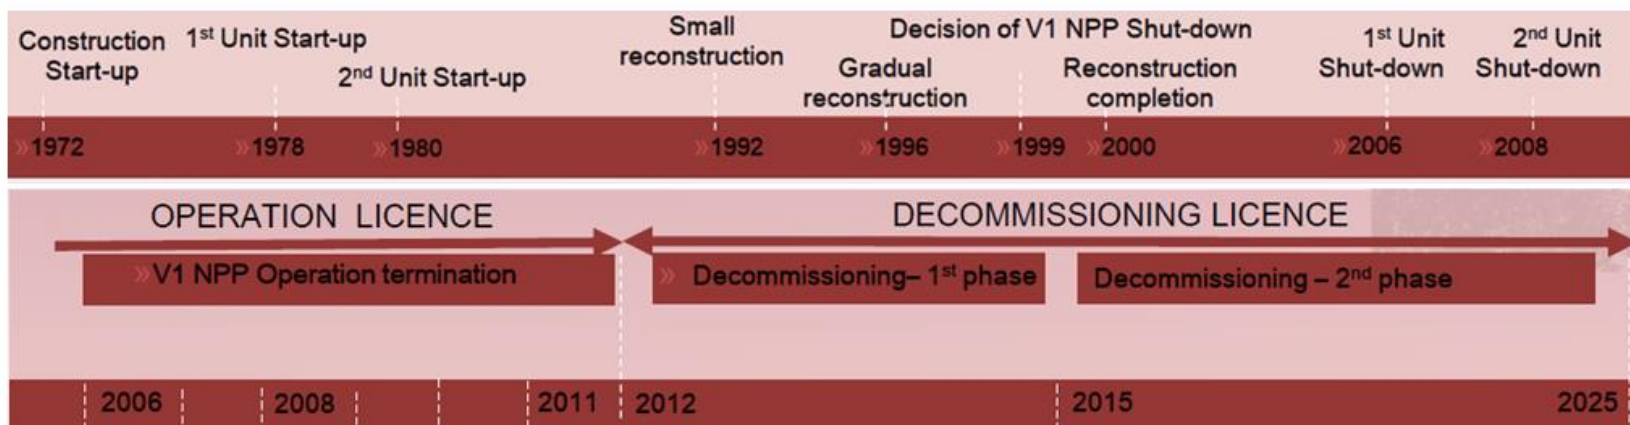 Construction
Start-up
1st Unit Start-up
2nd Unit Start-up
Small
reconstruction
Gradual
reconstruction
Decision of V1 NPP Shut-down
Reconstruction
completion
1st Unit
Shut-down
2nd Unit
Shut-down
»1972 »1978 »1980 »1992 »1996 »1999 »2000 »2006 »2008
OPERATION LICENCE DECOMMISSIONING LICENCE
»V1 NPP Operation termination » Decommissioning– 1st phase Decommissioning – 2nd phase
2006 2008 2011 2012 2015 2025